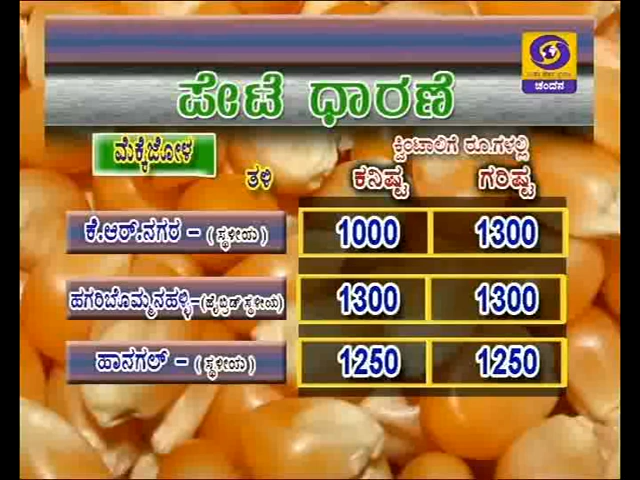 ಪೇಟೆ ಧಾರಣೆ
ಚಂದನ
ಮೆಕ್ಕೆಜೋಳ
ತಳಿ
ಕ್ವಿಂಟಾಲಿಗೆ ರೂ.ಗಳಲ್ಲಿ
ಕನಿಷ್ಟ ಗರಿಷ್ಟ
ಕೆ.ಆರ್.ನಗರ - (ಸ್ಥಳೀಯ) 1000 1300
ಹಗರಿಬೊಮ್ಮನಹಳ್ಳಿ-(ಹೈಬ್ರಿಡ್ ಸ್ಥಳೀಯ) 1300 1300
ಹಾನಗಲ್ - (ಸ್ಥಳೀಯ) 1250 1250